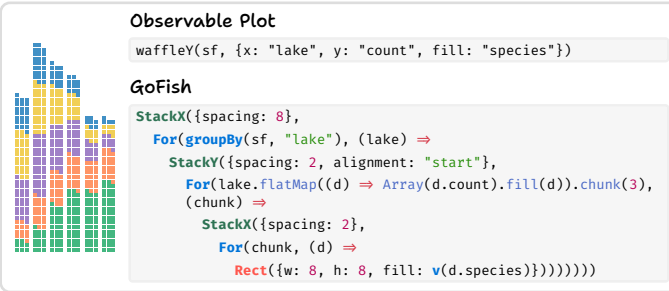 Observable Plot
waffleY(sf, {x: "lake", y: "count", fill: "species"})
GoFish
StackX({spacing: 8},
For(groupBy(sf, "lake"), (lake) ⇒
StackY({spacing: 2, alignment: "start"},
For(lake.flatMap((d) ⇒ Array(d.count).fill(d)).chunk(3),
(chunk) ⇒
StackX({spacing: 2},
For(chunk, (d) ⇒
Rect({w: 8, h: 8, fill: v(d.species)}))))))))